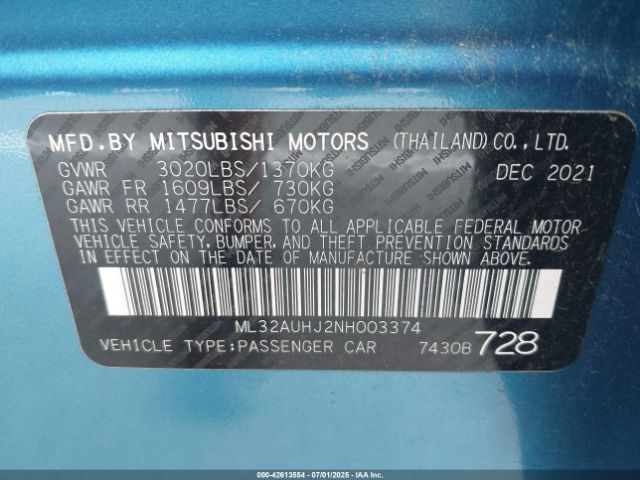 MFD.BY MITSUBISHI MOTORS (THAILAND)CO.,LTD.
GVWR 3020LBS/1370KG DEC 2021
GAWR FR 1609LBS/ 730KG
GAWR RR 1477LBS/ 670KG
THIS VEHICLE CONFORMS TO ALL APPLICABLE FEDERAL MOTOR
VEHICLE SAFETY, BUMPER, AND THEFT PREVENTION STANDARDS
IN EFFECT ON THE DATE OF MANUFACTURE SHOWN ABOVE.
ML32AUHJ2NH003374
VEHICLE TYPE:PASSENGER CAR 7430B 728
000-42613554 - 07/01/2025 - IAAI.COM